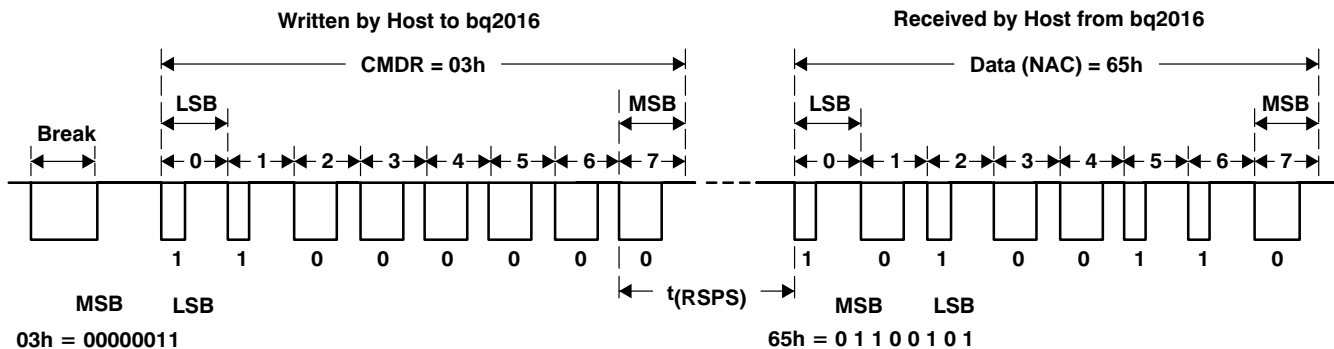 Written by Host to bq2016
Received by Host from bq2016
CMDR = 03h
Data (NAC) = 65h
LSB
MSB
LSB
MSB
Break
0 1 2 3 4 5 6 7
0 1 2 3 4 5 6 7
1 1 0 0 0 0 0 0
1 0 1 0 0 1 1 0
t(RSPS)
MSB LSB
03h = 00000011
MSB LSB
65h = 0 1 1 0 0 1 0 1